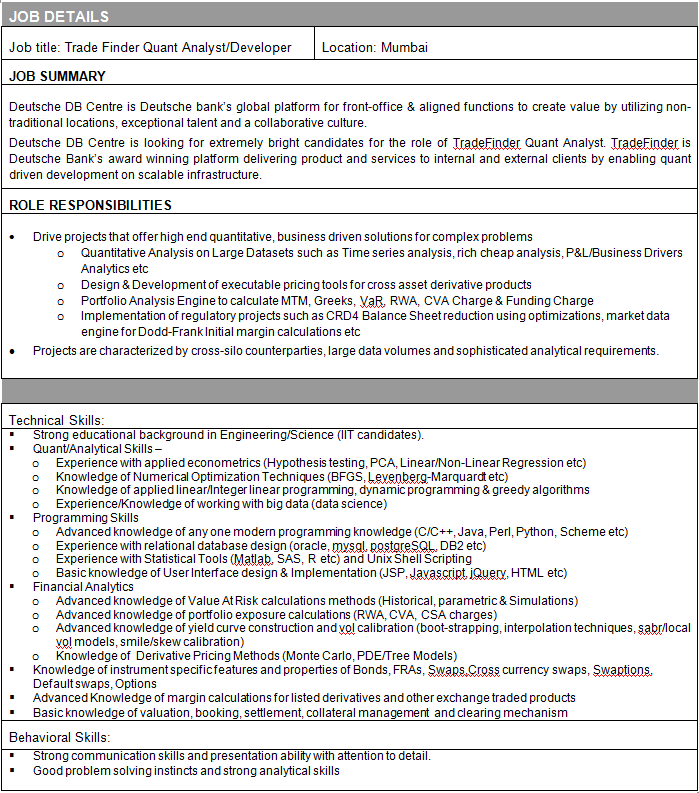 JOB DETAILS
Job title: Trade Finder Quant Analyst/Developer
Location: Mumbai
JOB SUMMARY
Deutsche DB Centre is Deutsche bank's global platform for front-office & aligned functions to create value by utilizing non-
traditional locations, exceptional talent and a collaborative culture.
Deutsche DB Centre is looking for extremely bright candidates for the role of TradeFinder Quant Analyst. TradeFinder is
Deutsche Bank's award winning platform delivering product and services to internal and external clients by enabling quant
driven development on scalable infrastructure.
ROLE RESPONSIBILITIES
• Drive projects that offer high end quantitative, business driven solutions for complex problems
o Quantitative Analysis on Large Datasets such as Time series analysis, rich cheap analysis, P&L/Business Drivers
Analytics etc
o Design & Development of executable pricing tools for cross asset derivative products
o Portfolio Analysis Engine to calculate MTM, Greeks, VaR, RWA, CVA Charge & Funding Charge
o Implementation of regulatory projects such as CRD4 Balance Sheet reduction using optimizations, market data
engine for Dodd-Frank Initial margin calculations etc
• Projects are characterized by cross-silo counterparties, large data volumes and sophisticated analytical requirements.
Technical Skills:
▪ Strong educational background in Engineering/Science (IIT candidates).
▪ Quant/Analytical Skills –
o Experience with applied econometrics (Hypothesis testing, PCA, Linear/Non-Linear Regression etc)
o Knowledge of Numerical Optimization Techniques (BFGS, Levenberg-Marquardt etc)
o Knowledge of applied linear/Integer linear programming, dynamic programming & greedy algorithms
o Experience/Knowledge of working with big data (data science)
▪ Programming Skills
o Advanced knowledge of any one modern programming knowledge (C/C++, Java, Perl, Python, Scheme etc)
o Experience with relational database design (oracle, mysql, postgreSQL, DB2 etc)
o Experience with Statistical Tools (Matlab, SAS, R etc) and Unix Shell Scripting
o Basic knowledge of User Interface design & Implementation (JSP, Javascript, jQuery, HTML etc)
▪ Financial Analytics
o Advanced knowledge of Value At Risk calculations methods (Historical, parametric & Simulations)
o Advanced knowledge of portfolio exposure calculations (RWA, CVA, CSA charges)
o Advanced knowledge of yield curve construction and vol calibration (boot-strapping, interpolation techniques, sabr/local
vol models, smile/skew calibration)
o Knowledge of Derivative Pricing Methods (Monte Carlo, PDE/Tree Models)
▪ Knowledge of instrument specific features and properties of Bonds, FRAs, Swaps,Cross currency swaps, Swaptions,
Default swaps, Options
▪ Advanced Knowledge of margin calculations for listed derivatives and other exchange traded products
▪ Basic knowledge of valuation, booking, settlement, collateral management and clearing mechanism
Behavioral Skills:
▪ Strong communication skills and presentation ability with attention to detail.
▪ Good problem solving instincts and strong analytical skills